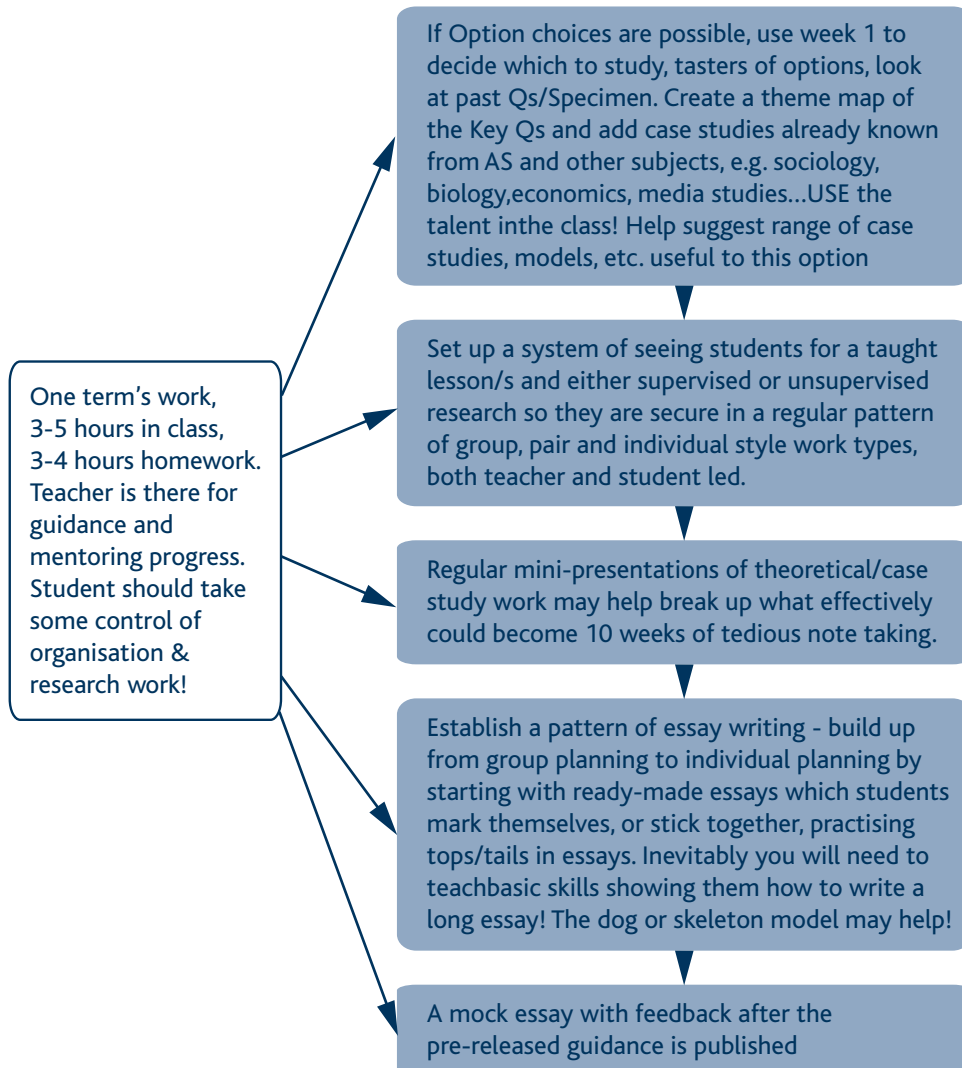 If Option choices are possible, use week 1 to
decide which to study, tasters of options, look
at past Qs/Specimen. Create a theme map of
the Key Qs and add case studies already known
from AS and other subjects, e.g. sociology,
biology,economics, media studies...USE the
talent inthe class! Help suggest range of case
studies, models, etc. useful to this option
Set up a system of seeing students for a taught
lesson/s and either supervised or unsupervised
research so they are secure in a regular pattern
of group, pair and individual style work types,
both teacher and student led.
One term's work,
3-5 hours in class,
3-4 hours homework.
Teacher is there for
guidance and
mentoring progress.
Student should take
some control of
organisation &
research work!
Regular mini-presentations of theoretical/case
study work may help break up what effectively
could become 10 weeks of tedious note taking.
Establish a pattern of essay writing - build up
from group planning to individual planning by
starting with ready-made essays which students
mark themselves, or stick together, practising
tops/tails in essays. Inevitably you will need to
teachbasic skills showing them how to write a
long essay! The dog or skeleton model may help!
A mock essay with feedback after the
pre-released guidance is published